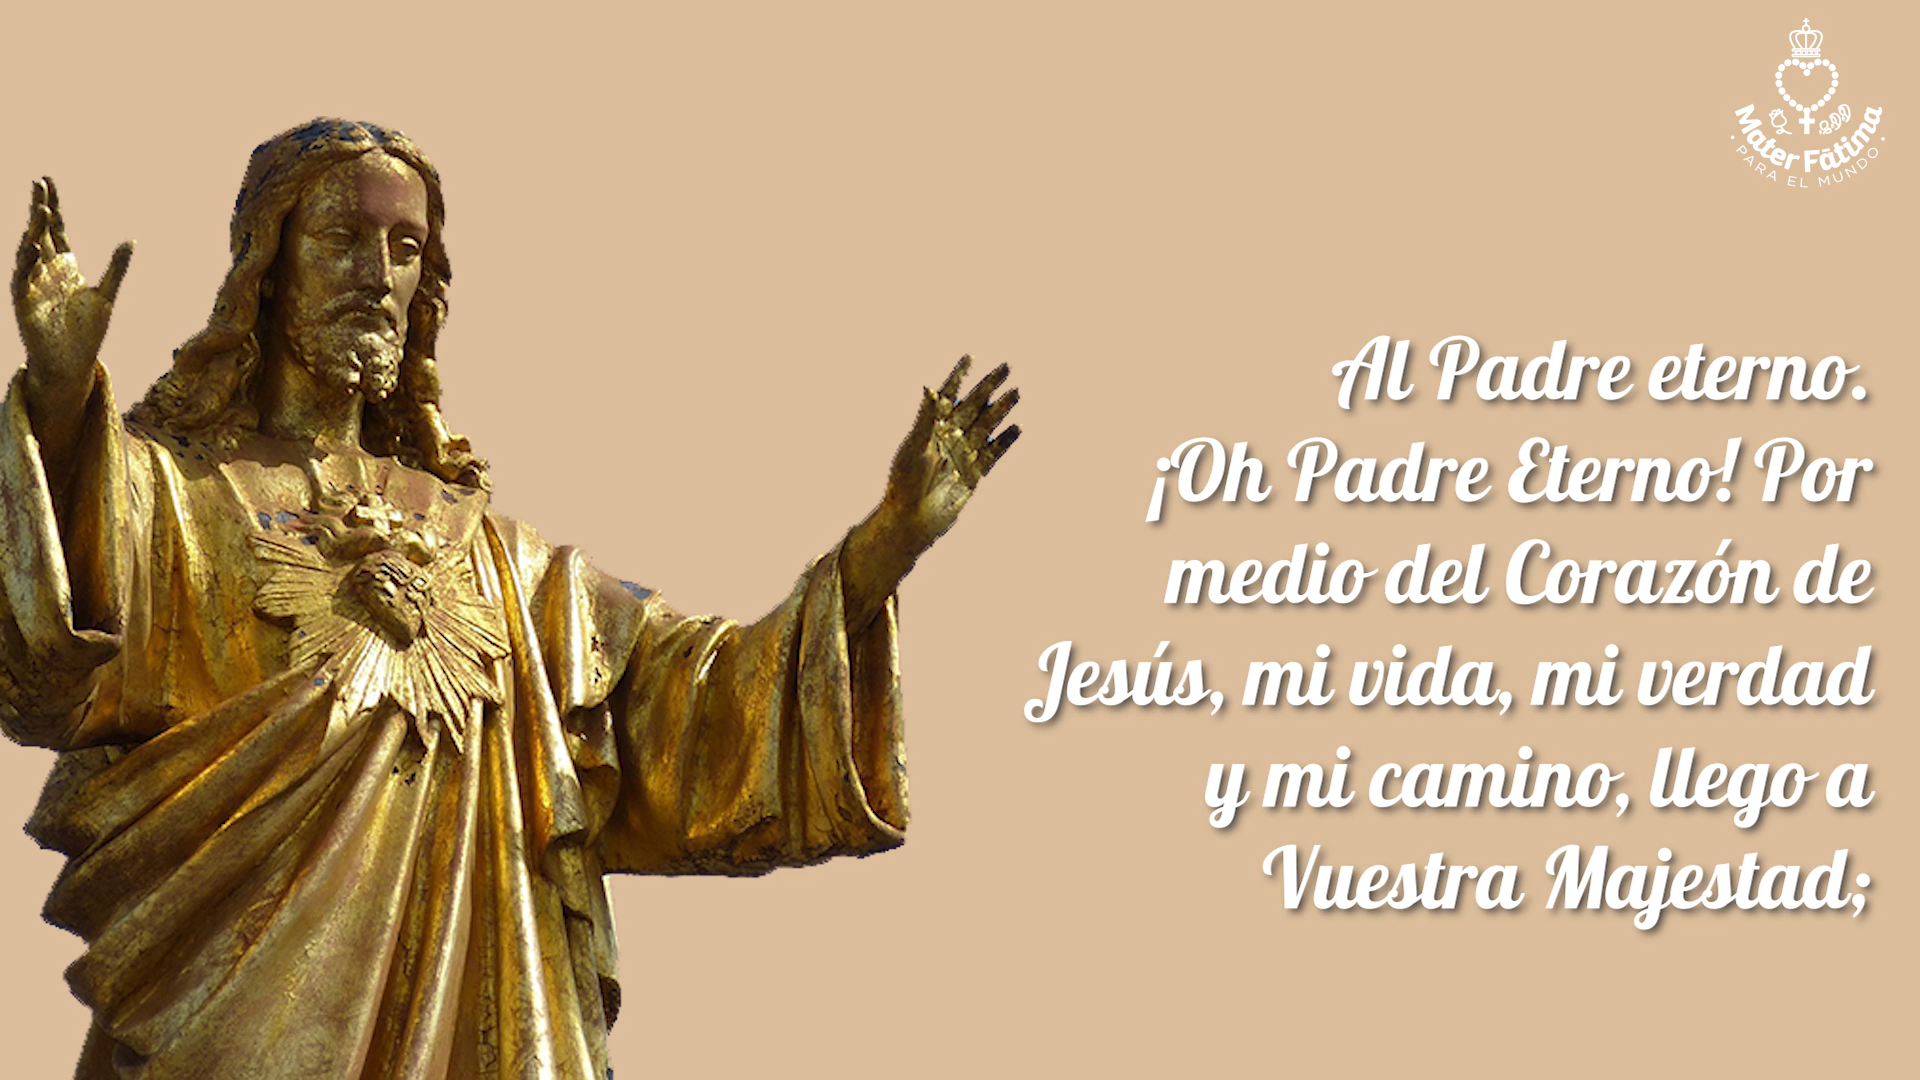 Mater Fátima
· PARA EL MUNDO ·
Al Padre eterno.
¡Oh Padre Eterno! Por
medio del Corazón de
Jesús, mi vida, mi verdad
y mi camino, llego a
Vuestra Majestad;